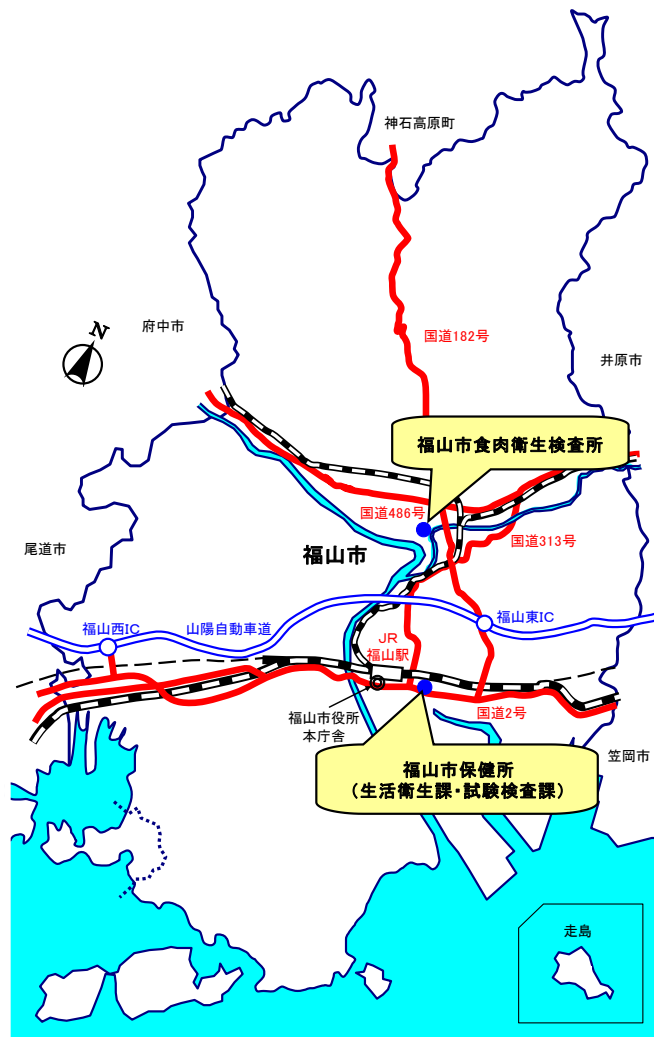 神石高原町
N
府中市
国道182号
井原市
福山市食肉衛生検査所
国道486号
尾道市
福山市
国道313号
福山西IC
山陽自動車道
福山東IC
JR
福山駅
福山市役所
本庁舎
国道2号
笠岡市
福山市保健所
（生活衛生課・試験検査課）
走島